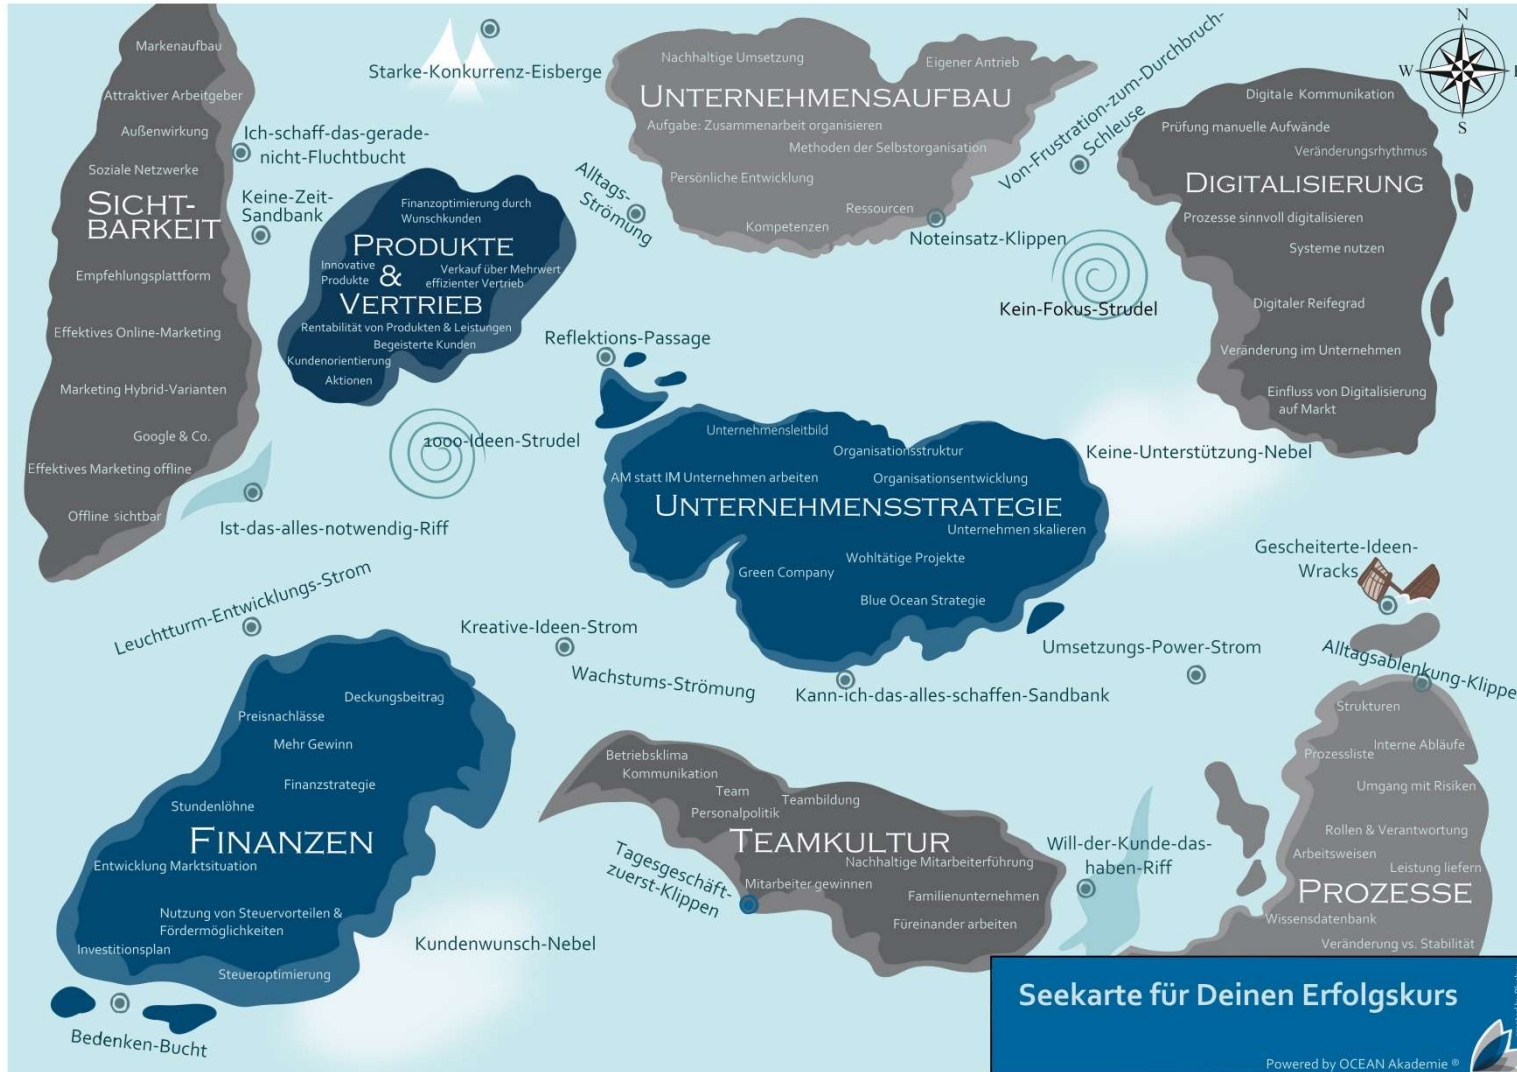 Markenaufbau
Attraktiver Arbeitgeber
Außenwirkung
Soziale Netzwerke
SICHT-
BARKEIT
Empfehlungsplattform
Effektives Online-Marketing
Marketing Hybrid-Varianten
Google & Co.
Effektives Marketing offline
Offline sichtbar
Starke-Konkurrenz-Eisberge
Ich-schaff-das-gerade-
nicht-Fluchtbucht
Keine-Zeit-
Sandbank
Finanzoptimierung durch
Wunschkunden
PRODUKTE
&
VERTRIEB
Innovative
Produkte
Verkauf über Mehrwert
effizienter Vertrieb
Rentabilität von Produkten & Leistungen
Begeisterte Kunden
Kundenorientierung
Aktionen
Alltags-
Strömung
Nachhaltige Umsetzung
Eigener Antrieb
UNTERNEHMENSAUFBAU
Aufgabe: Zusammenarbeit organisieren
Methoden der Selbstorganisation
Persönliche Entwicklung
Ressourcen
Kompetenzen
Noteinsatz-Klippen
Von-Frustration-zum-Durchbruch-
Schleuse
Kein-Fokus-Strudel
N
W
S
Digitale Kommunikation
Prüfung manuelle Aufwände
Veränderungsrhythmus
DIGITALISIERUNG
Prozesse sinnvoll digitalisieren
Systeme nutzen
Digitaler Reifegrad
Veränderung im Unternehmen
Einfluss von Digitalisierung
auf Markt
Reflektions-Passage
1000-Ideen-Strudel
Ist-das-alles-notwendig-Riff
Unternehmensleitbild
Organisationsstruktur
AM statt IM Unternehmen arbeiten
Organisationsentwicklung
UNTERNEHMENSSTRATEGIE
Unternehmen skalieren
Wohltätige Projekte
Green Company
Blue Ocean Strategie
Keine-Unterstützung-Nebel
Gescheiterte-Ideen-
Wracks
Leuchtturm-Entwicklungs-Strom
Kreative-Ideen-Strom
Wachstums-Strömung
Kann-ich-das-alles-schaffen-Sandbank
Umsetzungs-Power-Strom
Alltagsablenkung-Klippe
Deckungsbeitrag
Preisnachlässe
Mehr Gewinn
Finanzstrategie
Stundenlöhne
FINANZEN
Entwicklung Marktsituation
Nutzung von Steuervorteilen &
Fördermöglichkeiten
Investitionsplan
Steueroptimierung
Bedenken-Bucht
Kundenwunsch-Nebel
Betriebsklima
Kommunikation
Team
Teambildung
Personalpolitik
TEAMKULTUR
Nachhaltige Mitarbeiterführung
Mitarbeiter gewinnen
Familienunternehmen
Füreinander arbeiten
Tagesgeschäft-
zuerst-Klippen
Will-der-Kunde-das-
haben-Riff
Strukturen
Interne Abläufe
Prozessliste
Umgang mit Risiken
Rollen & Verantwortung
Arbeitsweisen
Leistung liefern
PROZESSE
Wissensdatenbank
Veränderung vs. Stabilität
Seekarte für Deinen Erfolgskurs
Powered by OCEAN Akademie ®